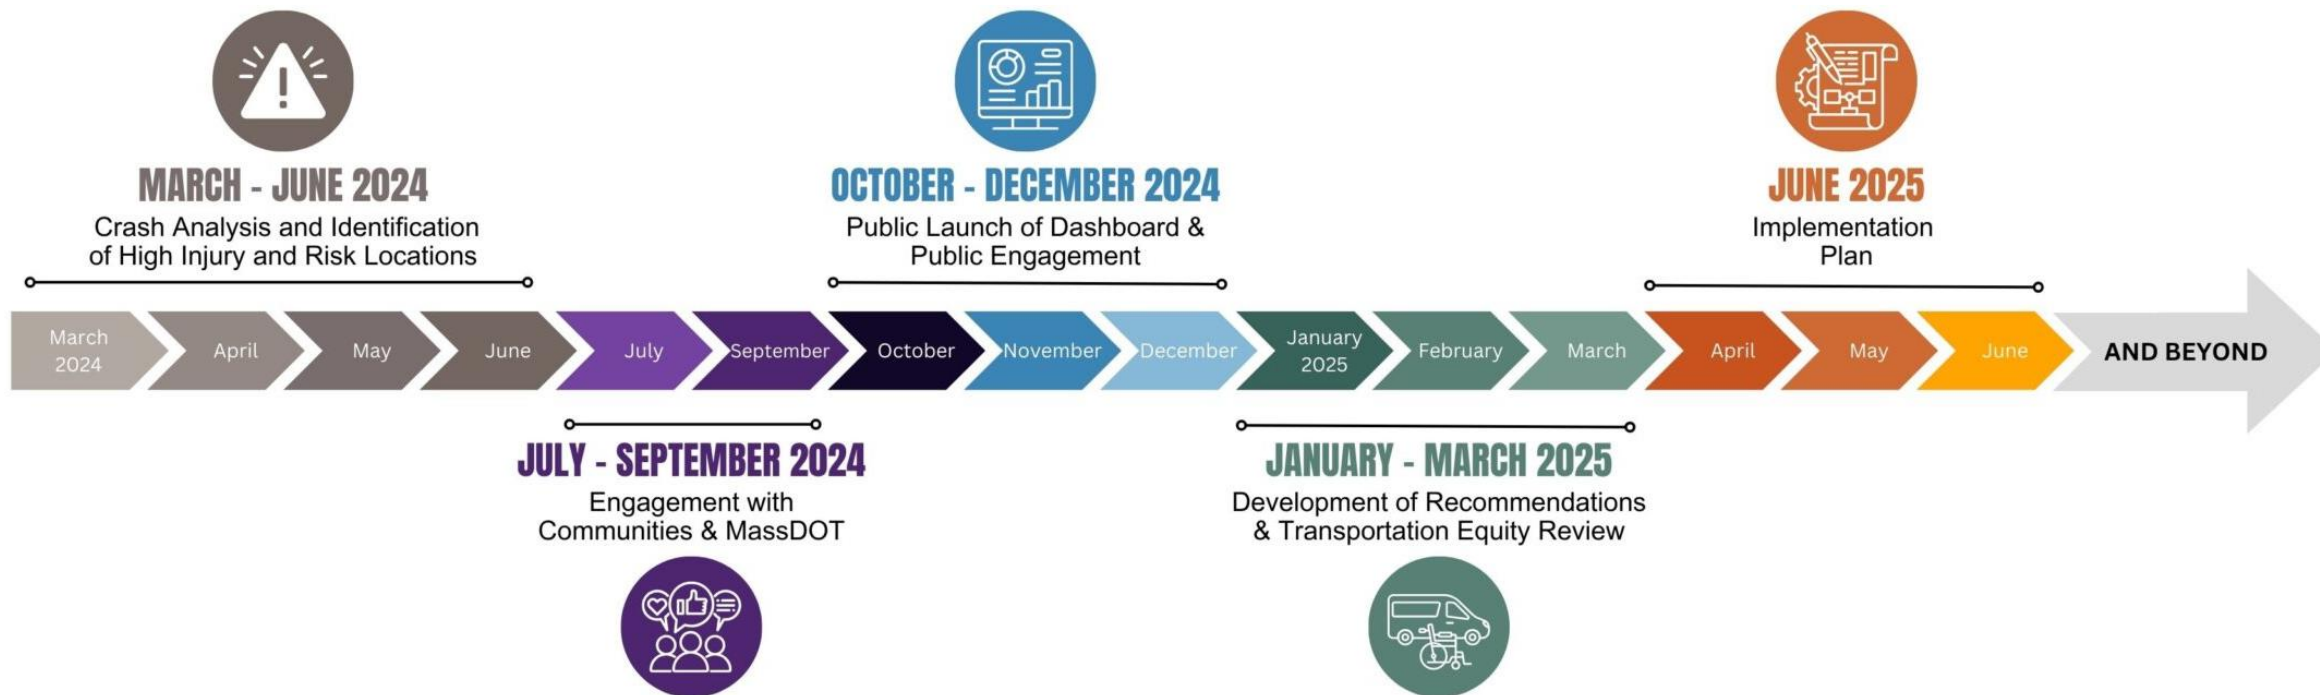 MARCH - JUNE 2024
Crash Analysis and Identification
of High Injury and Risk Locations
OCTOBER - DECEMBER 2024
Public Launch of Dashboard &
Public Engagement
JUNE 2025
Implementation
Plan
March
2024
April
May
June
July
September
October
November
December
January
2025
February
March
April
May
June
AND BEYOND
JULY - SEPTEMBER 2024
Engagement with
Communities & MassDOT
JANUARY - MARCH 2025
Development of Recommendations
& Transportation Equity Review